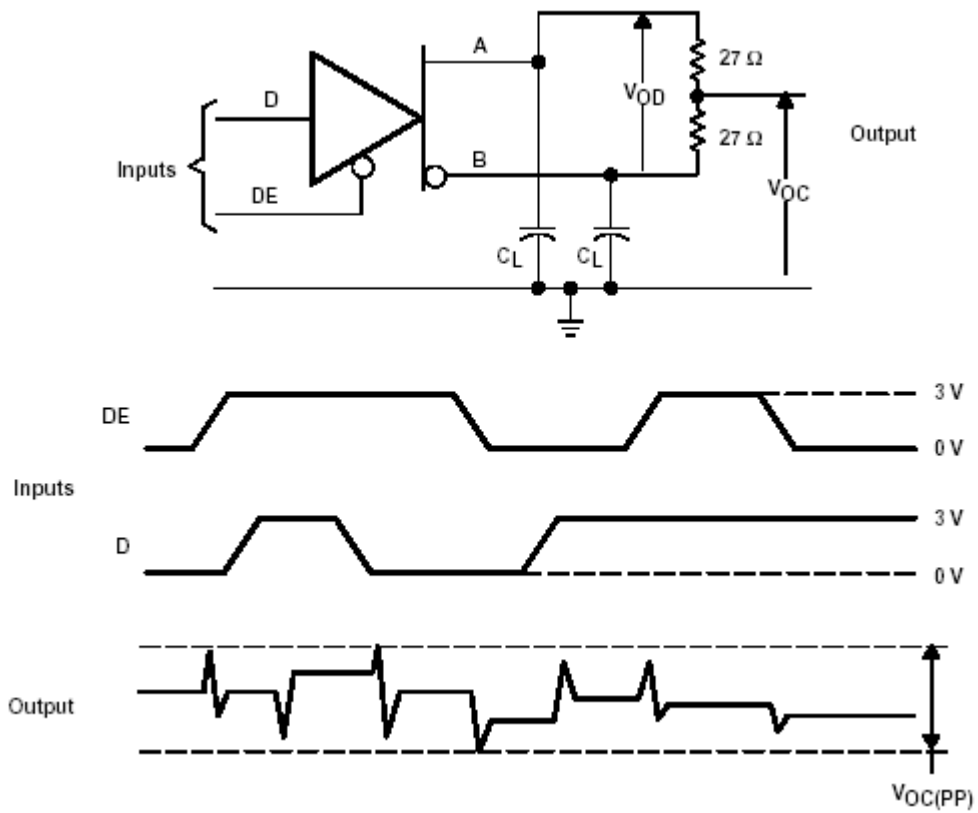 A
27 Ω
VOD
D
27 Ω
Output
Inputs
B
VOC
DE
CL
CL
3 V
DE
0 V
Inputs
3 V
D
0 V
Output
VOC(PP)